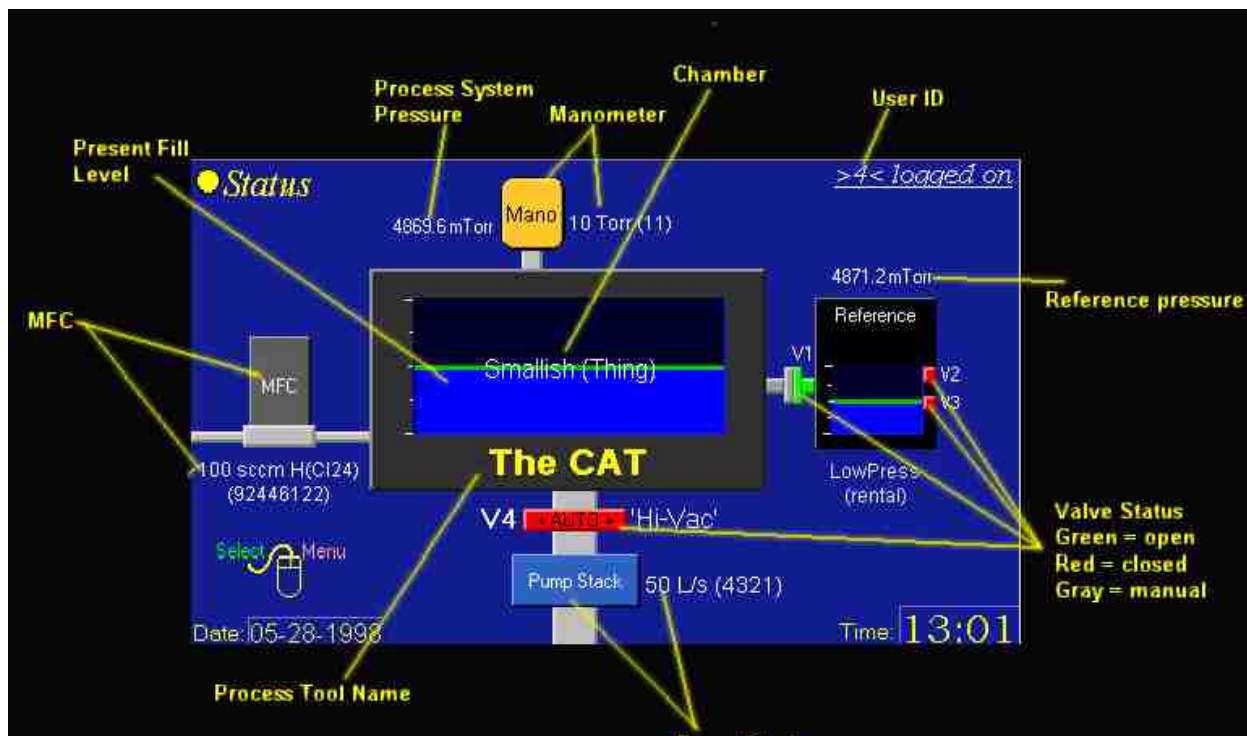 Chamber
Process System
Pressure
Manometer
User ID
Present Fill
Level
Status
>4< logged on
4869.6 mTorr
Mano
10 Torr (11)
4871.2 mTorr
Reference pressure
Reference
MFC
MFC
Smallish (Thing)
V1
V2
V3
The CAT
100 sccm H(Cl24)
(92446122)
LowPress
(rental)
V4
AUTO
'Hi-Vac'
Valve Status
Green = open
Red = closed
Gray = manual
Select
Menu
Pump Stack
50 L/s (4321)
Date: 05-28-1998
Time: 13:01
Process Tool Name